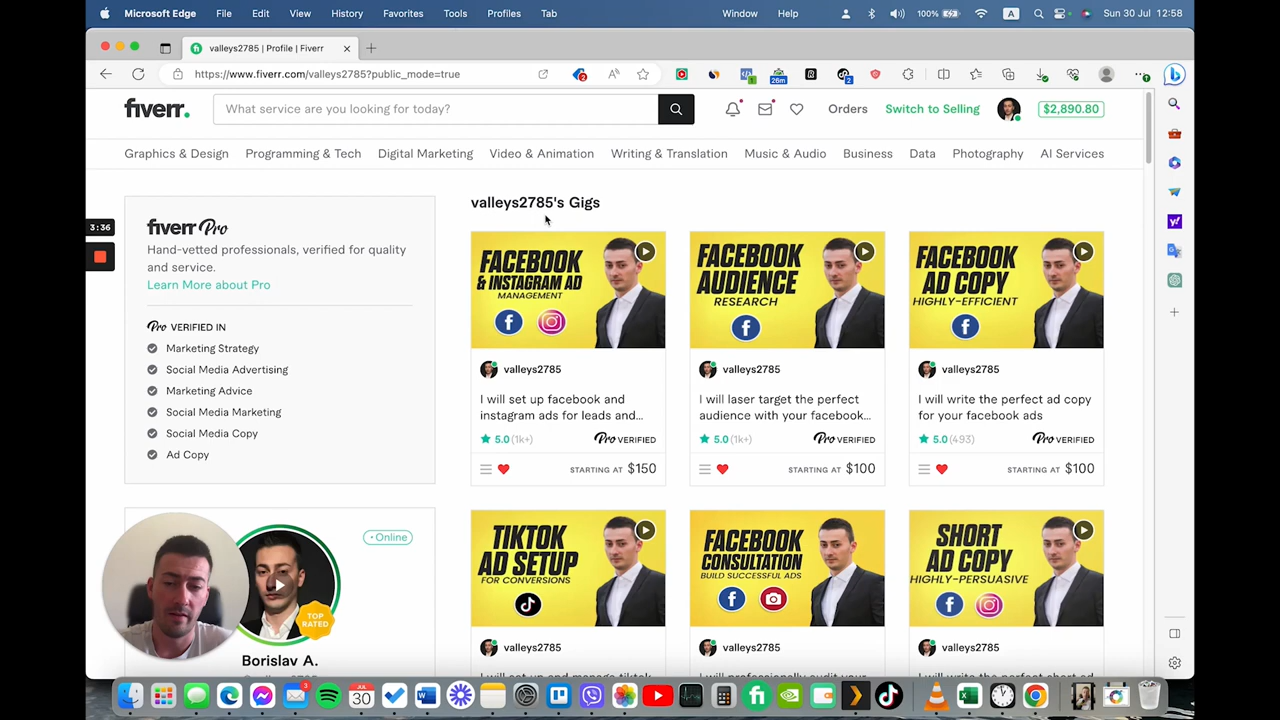 Microsoft Edge File Edit View History Favorites Tools Profiles Tab Window Help 100% A Sun 30 Jul 12:58
valleys2785 | Profile | Fiverr
https://www.fiverr.com/valleys2785?public_mode=true
2
1
26m
2
fiverr. What service are you looking for today? Orders Switch to Selling $2,890.80
Graphics & Design Programming & Tech Digital Marketing Video & Animation Writing & Translation Music & Audio Business Data Photography AI Services
fiverr Pro
Hand-vetted professionals, verified for quality
and service.
Learn More about Pro
Pro VERIFIED IN
Marketing Strategy
Social Media Advertising
Marketing Advice
Social Media Marketing
Social Media Copy
Ad Copy
3:36
valleys2785's Gigs
FACEBOOK
& INSTAGRAM AD
MANAGEMENT
valleys2785
I will set up facebook and
instagram ads for leads and...
5.0 (1k+) Pro VERIFIED
STARTING AT $150
FACEBOOK
AUDIENCE
RESEARCH
valleys2785
I will laser target the perfect
audience with your facebook...
5.0 (1k+) Pro VERIFIED
STARTING AT $100
FACEBOOK
AD COPY
HIGHLY-EFFICIENT
valleys2785
I will write the perfect ad copy
for your facebook ads
5.0 (493) Pro VERIFIED
STARTING AT $100
Online
TOP
RATED
Borislav A.
TIKTOK
AD SETUP
FOR CONVERSIONS
valleys2785
FACEBOOK
CONSULTATION
BUILD SUCCESSFUL ADS
valleys2785
SHORT
AD COPY
HIGHLY-PERSUASIVE
valleys2785
JUL
30